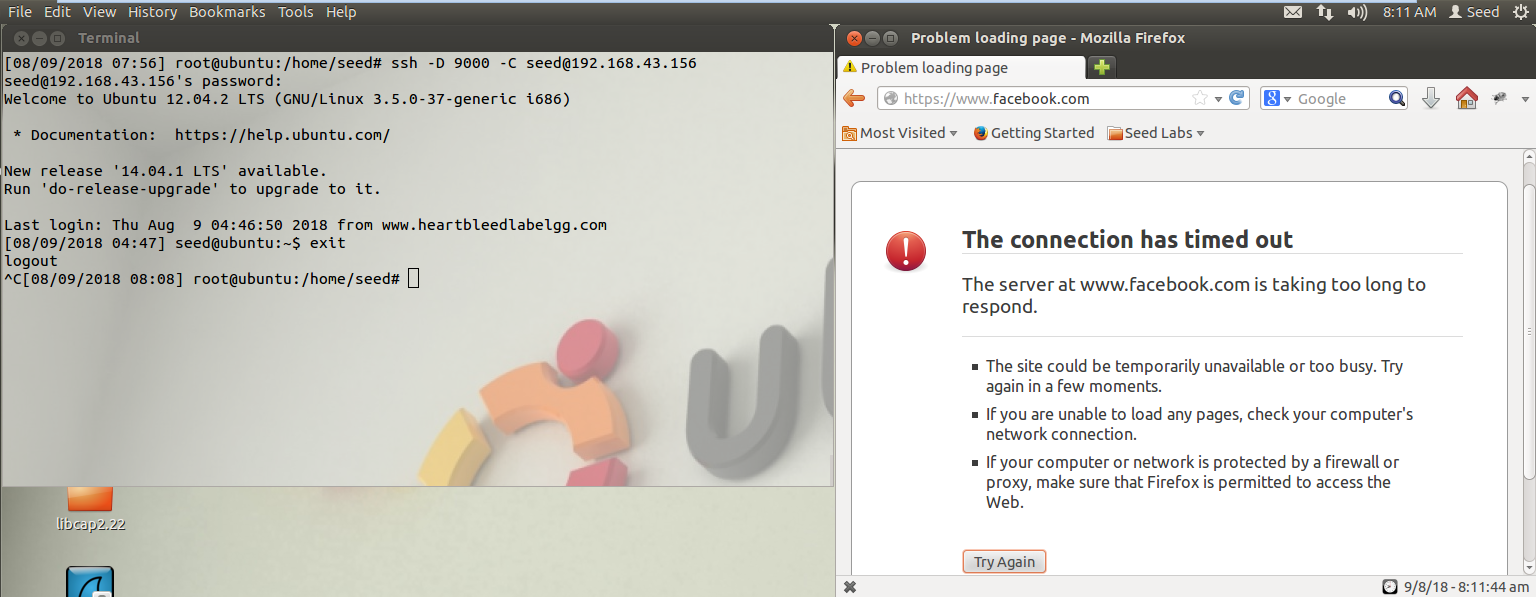 File Edit View History Bookmarks Tools Help 8:11 AM Seed
Terminal
[08/09/2018 07:56] root@ubuntu:/home/seed# ssh -D 9000 -C seed@192.168.43.156
seed@192.168.43.156's password:
Welcome to Ubuntu 12.04.2 LTS (GNU/Linux 3.5.0-37-generic i686)
* Documentation: https://help.ubuntu.com/
New release '14.04.1 LTS' available.
Run 'do-release-upgrade' to upgrade to it.
Last login: Thu Aug  9 04:46:50 2018 from www.heartbleedlabelgg.com
[08/09/2018 04:47] seed@ubuntu:~$ exit
logout
^C[08/09/2018 08:08] root@ubuntu:/home/seed#
libcap2.22
Problem loading page - Mozilla Firefox
Problem loading page
https://www.facebook.com
Google
Most Visited Getting Started Seed Labs
The connection has timed out
The server at www.facebook.com is taking too long to
respond.
The site could be temporarily unavailable or too busy. Try
again in a few moments.
If you are unable to load any pages, check your computer's
network connection.
If your computer or network is protected by a firewall or
proxy, make sure that Firefox is permitted to access the
Web.
Try Again
9/8/18 - 8:11:44 am